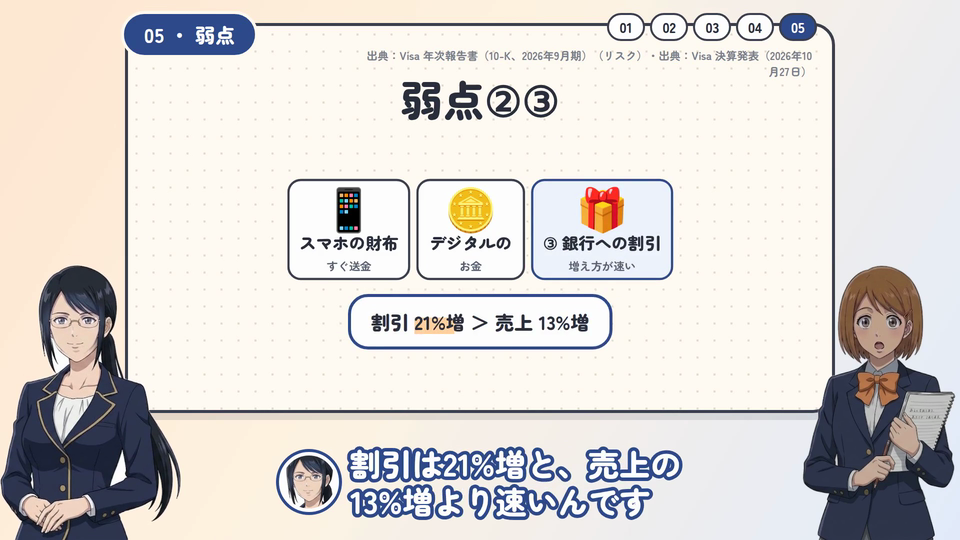 05 ・ 弱点
01 02 03 04 05
出典：Visa 年次報告書（10-K、2026年9月期）（リスク）・出典：Visa 決算発表（2026年10
月27日）
弱点②③
スマホの財布
すぐ送金
デジタルの
お金
③ 銀行への割引
増え方が速い
割引 21%増 ＞ 売上 13%増
割引は21%増と、売上の
13%増より速いんです